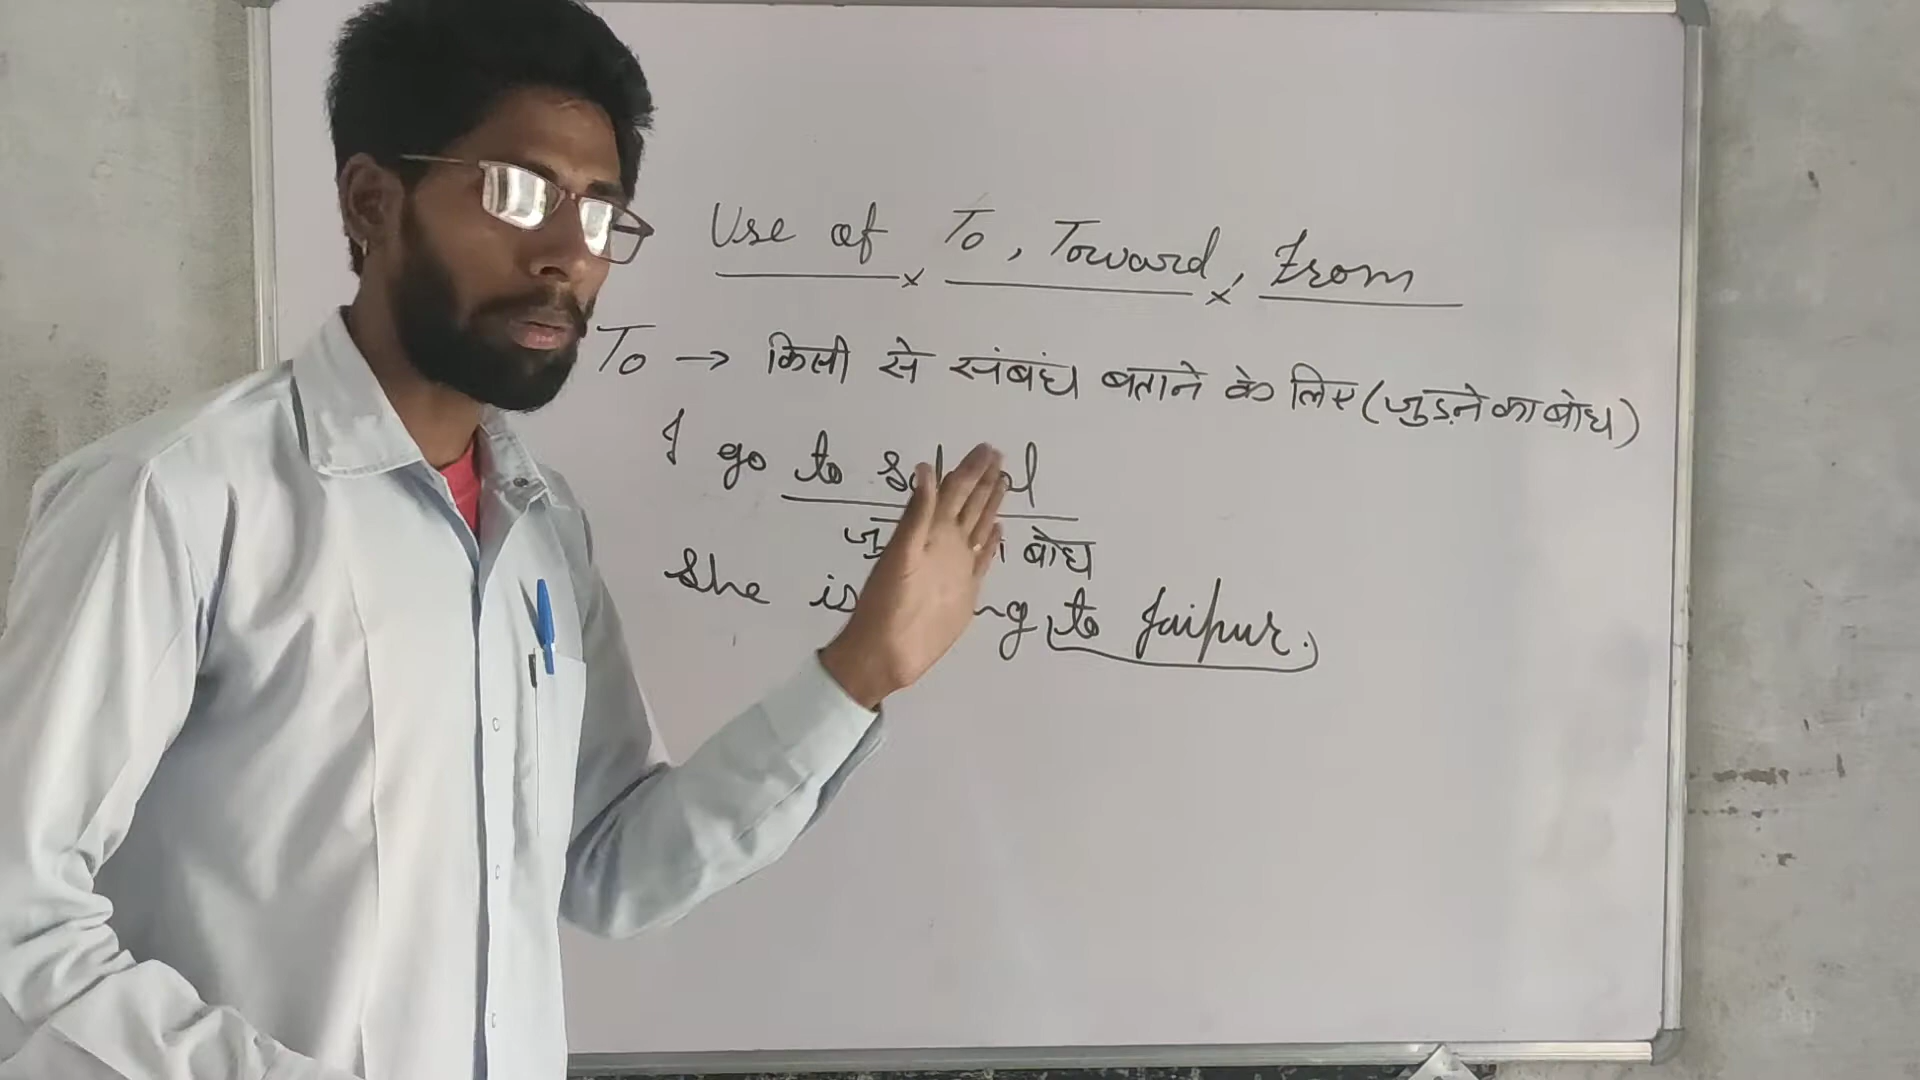 Use of To, Toward, From
To → किसी से संबंध बताने के लिए (जुड़ने का बोध)
I go to
बोध
She is to Jaipur.